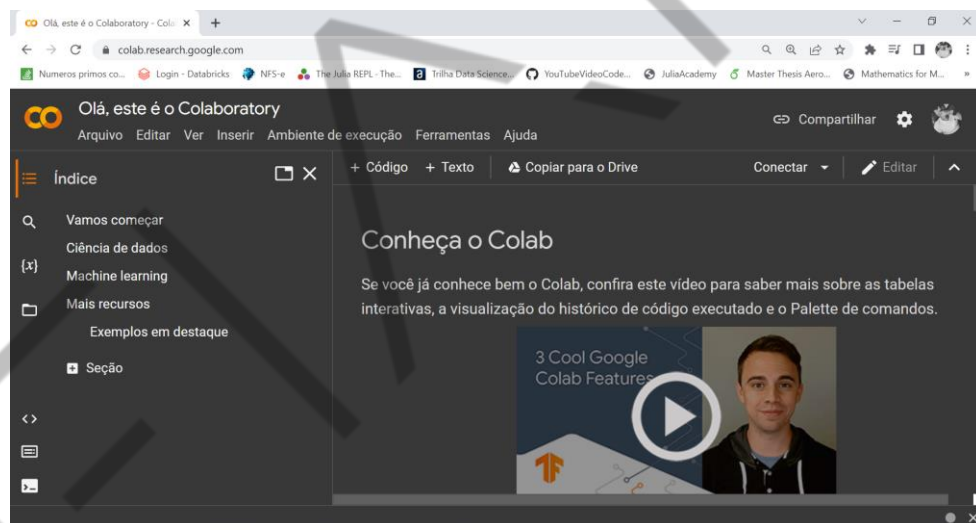 Olá, este é o Colaboratory - Cola
colab.research.google.com
Numeros primos co... Login - Databricks NFS-e The Julia REPL · The... Trilha Data Science... YouTubeVideoCode... JuliaAcademy Master Thesis Aero... Mathematics for M... »
CO Olá, este é o Colaboratory
Arquivo Editar Ver Inserir Ambiente de execução Ferramentas Ajuda
Compartilhar
Índice
+ Código + Texto Copiar para o Drive Conectar Editar
Vamos começar
Ciência de dados
{x} Machine learning
Mais recursos
Exemplos em destaque
Seção
<>
Conheça o Colab
Se você já conhece bem o Colab, confira este vídeo para saber mais sobre as tabelas
interativas, a visualização do histórico de código executado e o Palette de comandos.
3 Cool Google
Colab Features